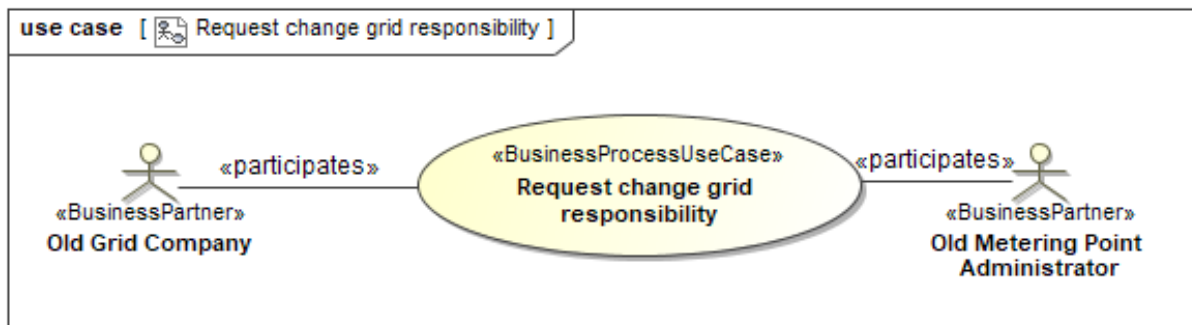 use case [ Request change grid responsibility ]
«participates»
«BusinessPartner»
Old Grid Company
«BusinessProcessUseCase»
Request change grid
responsibility
«participates»
«BusinessPartner»
Old Metering Point
Administrator